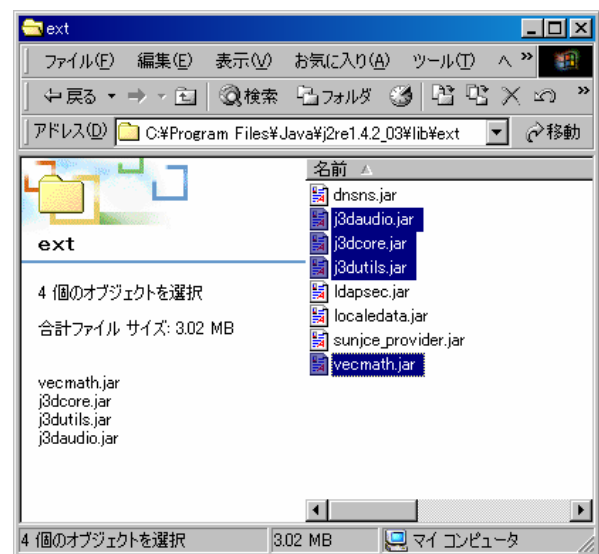 ext
ファイル(F) 編集(E) 表示(V) お気に入り(A) ツール(T) ヘ »
戻る 検索 フォルダ »
アドレス(D) C:¥Program Files¥Java¥j2re1.4.2_03¥lib¥ext 移動
ext
4 個のオブジェクトを選択
合計ファイル サイズ: 3.02 MB
vecmath.jar
j3dcore.jar
j3dutils.jar
j3daudio.jar
名前
dnsns.jar
j3daudio.jar
j3dcore.jar
j3dutils.jar
ldapsec.jar
localedata.jar
sunjce_provider.jar
vecmath.jar
4 個のオブジェクトを選択 3.02 MB マイ コンピュータ